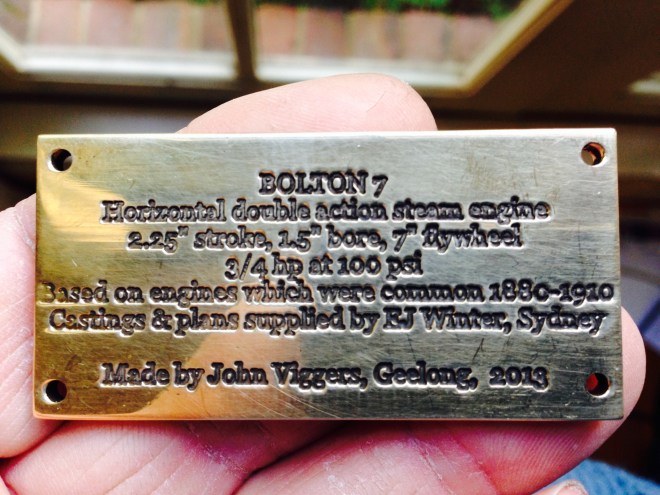 BOLTON 7
Horizontal double action steam engine
2.25" stroke, 1.5" bore, 7" flywheel
3/4 hp at 100 psi
Based on engines which were common 1880-1910
Castings & plans supplied by EJ Winter, Sydney
Made by John Viggers, Geelong, 2013